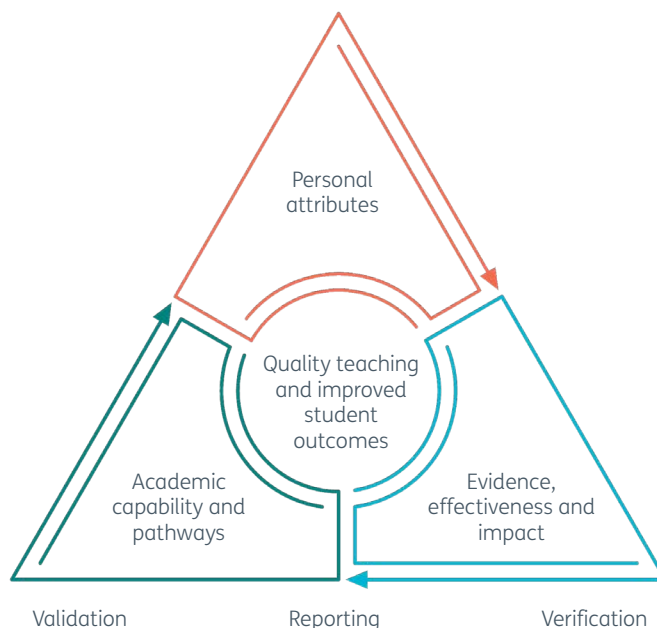 Personal
attributes
Quality teaching
and improved
student
outcomes
Academic
capability and
pathways
Evidence,
effectiveness and
impact
Validation
Reporting
Verification